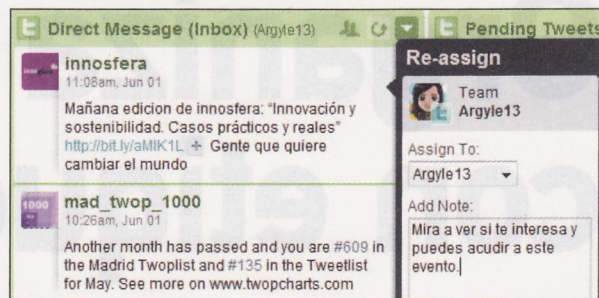 Direct Message (Inbox) (Argyle13)
innosfera
11:08am, Jun 01
Mañana edicion de innosfera: "Innovación y
sostenibilidad. Casos prácticos y reales"
http://bit.ly/aMIK1L + Gente que quiere
cambiar el mundo
mad_twop_1000
10:26am, Jun 01
Another month has passed and you are #609 in
the Madrid Twoplist and #135 in the Tweetlist
for May. See more on www.twopcharts.com
Pending Tweets
Re-assign
Team
Argyle13
Assign To:
Argyle13
Add Note:
Mira a ver si te interesa y
puedes acudir a este
evento.